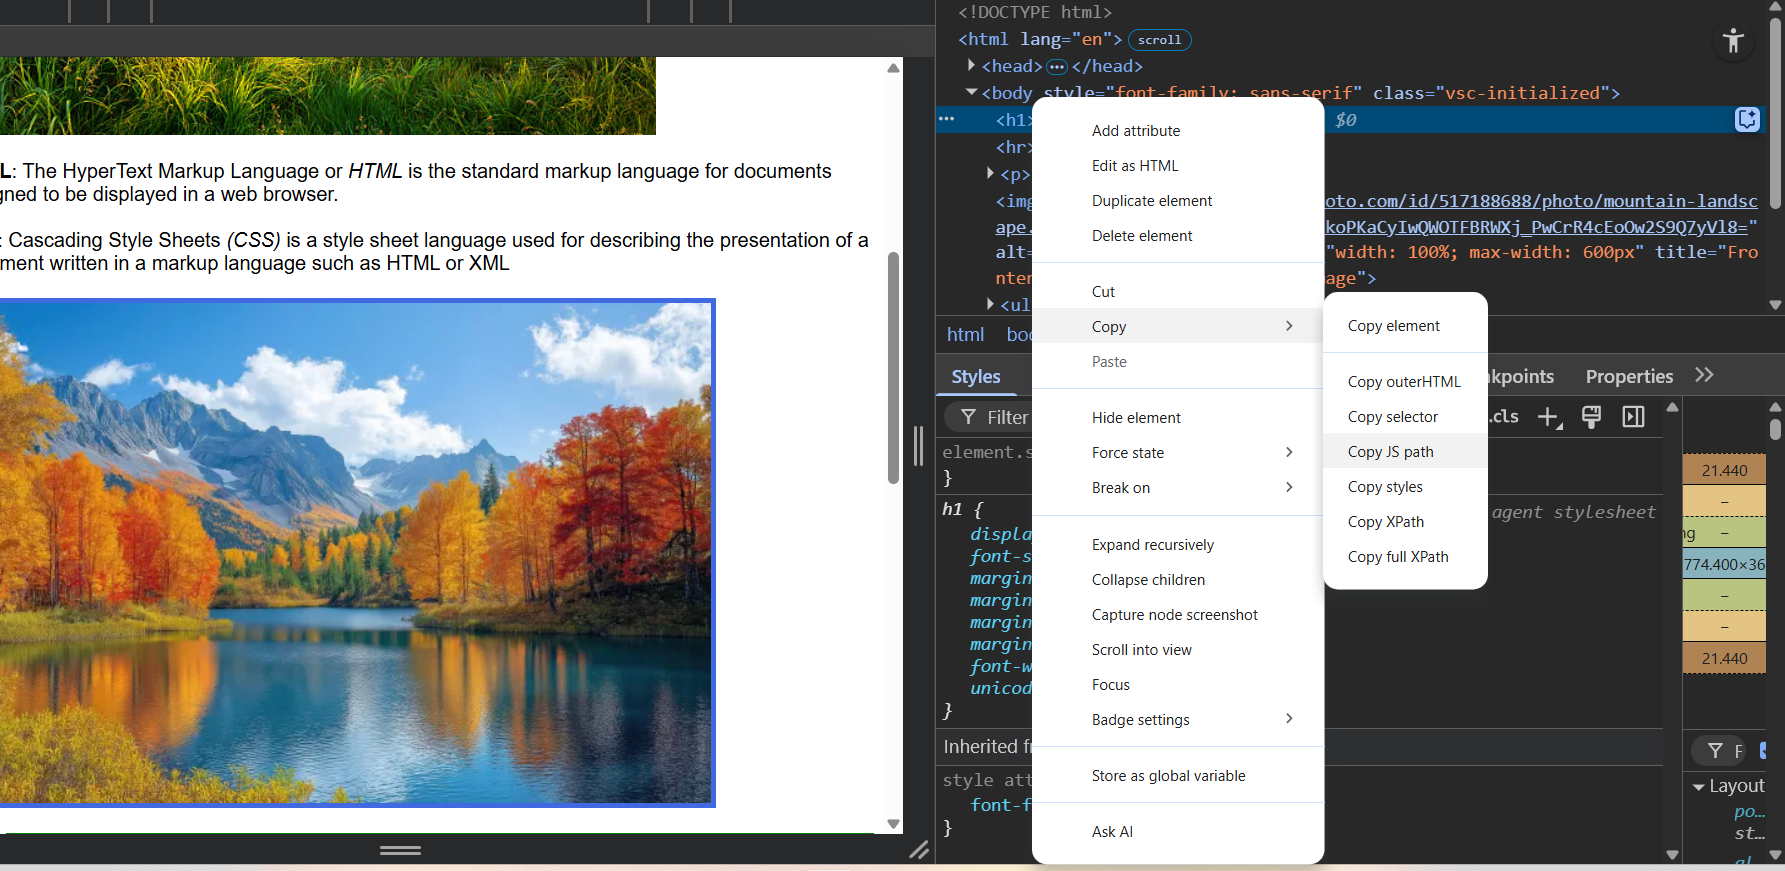 L: The HyperText Markup Language or HTML is the standard markup language for documents
gned to be displayed in a web browser.
: Cascading Style Sheets (CSS) is a style sheet language used for describing the presentation of a
ment written in a markup language such as HTML or XML
<!DOCTYPE html>
<html lang="en"> scroll
<head> ••• </head>
<body style="font-family: sans-serif" class="vsc-initialized">
••• <h1> $0
<hr>
<p>
<img oto.com/id/517188688/photo/mountain-landsc
ape. koPKaCyIwQWOTFBRWXj_PwCrR4cEoOw2S9Q7yVl8="
alt= "width: 100%; max-width: 600px" title="Fro
nter age">
<ul
html bo
Styles kpoints Properties
Filter .cls
element.s
}
h1 { agent stylesheet
displa
font-s
margin
margin
margin
margin
font-w
unicod
}
Inherited f
style att
font-f
}
Add attribute
Edit as HTML
Duplicate element
Delete element
Cut
Copy
Paste
Hide element
Force state
Break on
Expand recursively
Collapse children
Capture node screenshot
Scroll into view
Focus
Badge settings
Store as global variable
Ask AI
Copy element
Copy outerHTML
Copy selector
Copy JS path
Copy styles
Copy XPath
Copy full XPath
21.440
–
ng –
774.400×36
–
–
21.440
F
Layout
po…
st…